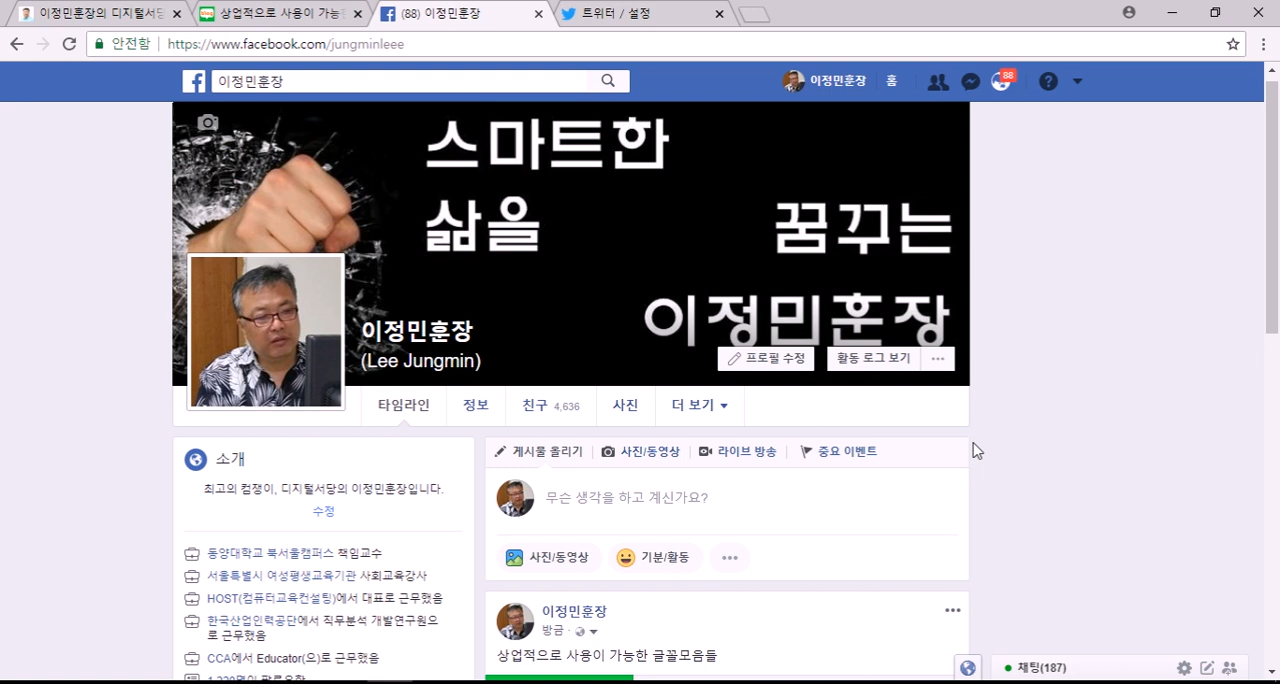 이정민훈장의 디지털서당
상업적으로 사용이 가능한
(88) 이정민훈장
트위터 / 설정
안전함
https://www.facebook.com/jungminleee
이정민훈장
이정민훈장
홈
88
스마트한
삶을
꿈꾸는
이정민훈장
이정민훈장
(Lee Jungmin)
프로필 수정
활동 로그 보기
타임라인
정보
친구 4,636
사진
더 보기
소개
최고의 컴쟁이, 디지털서당의 이정민훈장입니다.
수정
동양대학교 북서울캠퍼스 책임교수
서울특별시 여성평생교육기관 사회교육강사
HOST(컴퓨터교육컨설팅)에서 대표로 근무했음
한국산업인력공단에서 직무분석 개발연구원으
로 근무했음
CCA에서 Educator(으)로 근무했음
게시물 올리기
사진/동영상
라이브 방송
중요 이벤트
무슨 생각을 하고 계신가요?
사진/동영상
기분/활동
이정민훈장
방금
상업적으로 사용이 가능한 글꼴모음들
채팅(187)